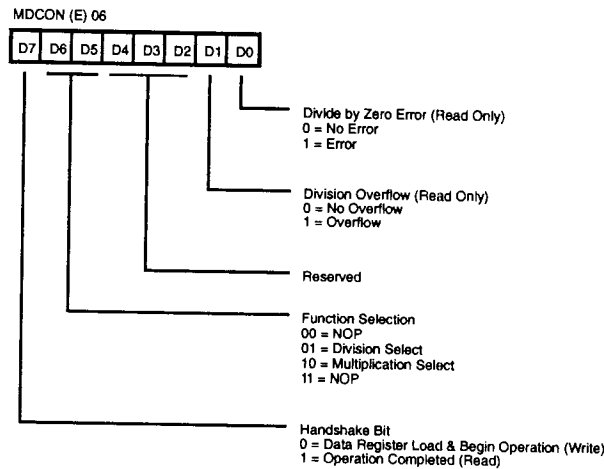 MDCON (E) 06
D7 D6 D5 D4 D3 D2 D1 D0
Divide by Zero Error (Read Only)
0 = No Error
1 = Error
Division Overflow (Read Only)
0 = No Overflow
1 = Overflow
Reserved
Function Selection
00 = NOP
01 = Division Select
10 = Multiplication Select
11 = NOP
Handshake Bit
0 = Data Register Load & Begin Operation (Write)
1 = Operation Completed (Read)